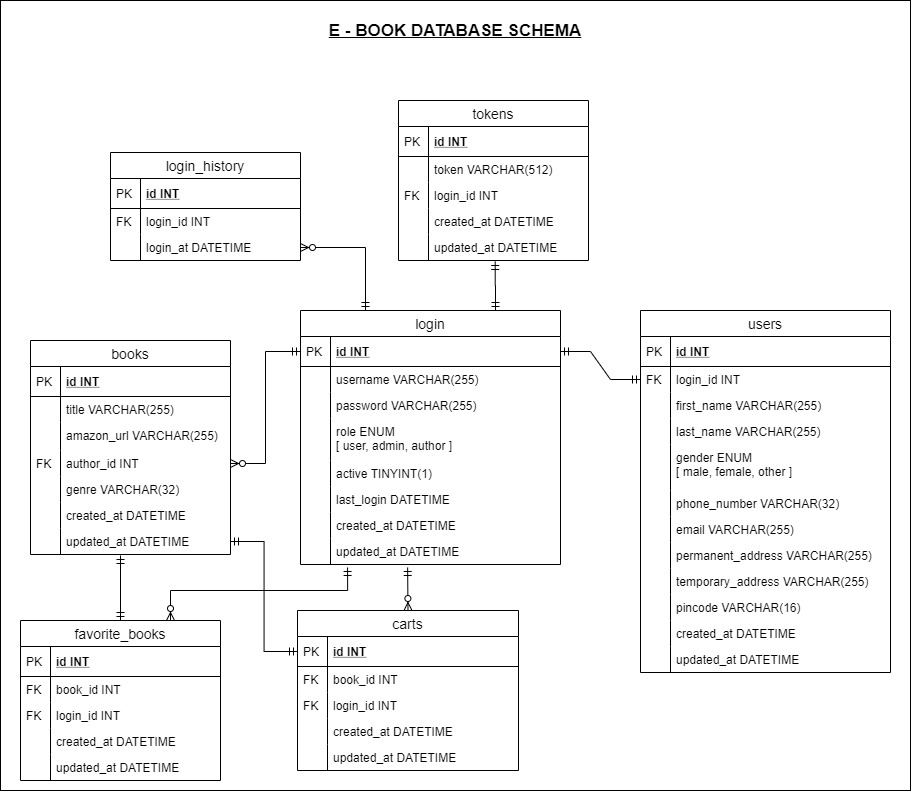 E - BOOK DATABASE SCHEMA
tokens
PK id INT
token VARCHAR(512)
FK login_id INT
created_at DATETIME
updated_at DATETIME
login_history
PK id INT
FK login_id INT
login_at DATETIME
login
PK id INT
username VARCHAR(255)
password VARCHAR(255)
role ENUM
[ user, admin, author ]
active TINYINT(1)
last_login DATETIME
created_at DATETIME
updated_at DATETIME
users
PK id INT
FK login_id INT
first_name VARCHAR(255)
last_name VARCHAR(255)
gender ENUM
[ male, female, other ]
phone_number VARCHAR(32)
email VARCHAR(255)
permanent_address VARCHAR(255)
temporary_address VARCHAR(255)
pincode VARCHAR(16)
created_at DATETIME
updated_at DATETIME
books
PK id INT
title VARCHAR(255)
amazon_url VARCHAR(255)
FK author_id INT
genre VARCHAR(32)
created_at DATETIME
updated_at DATETIME
favorite_books
PK id INT
FK book_id INT
FK login_id INT
created_at DATETIME
updated_at DATETIME
carts
PK id INT
FK book_id INT
FK login_id INT
created_at DATETIME
updated_at DATETIME